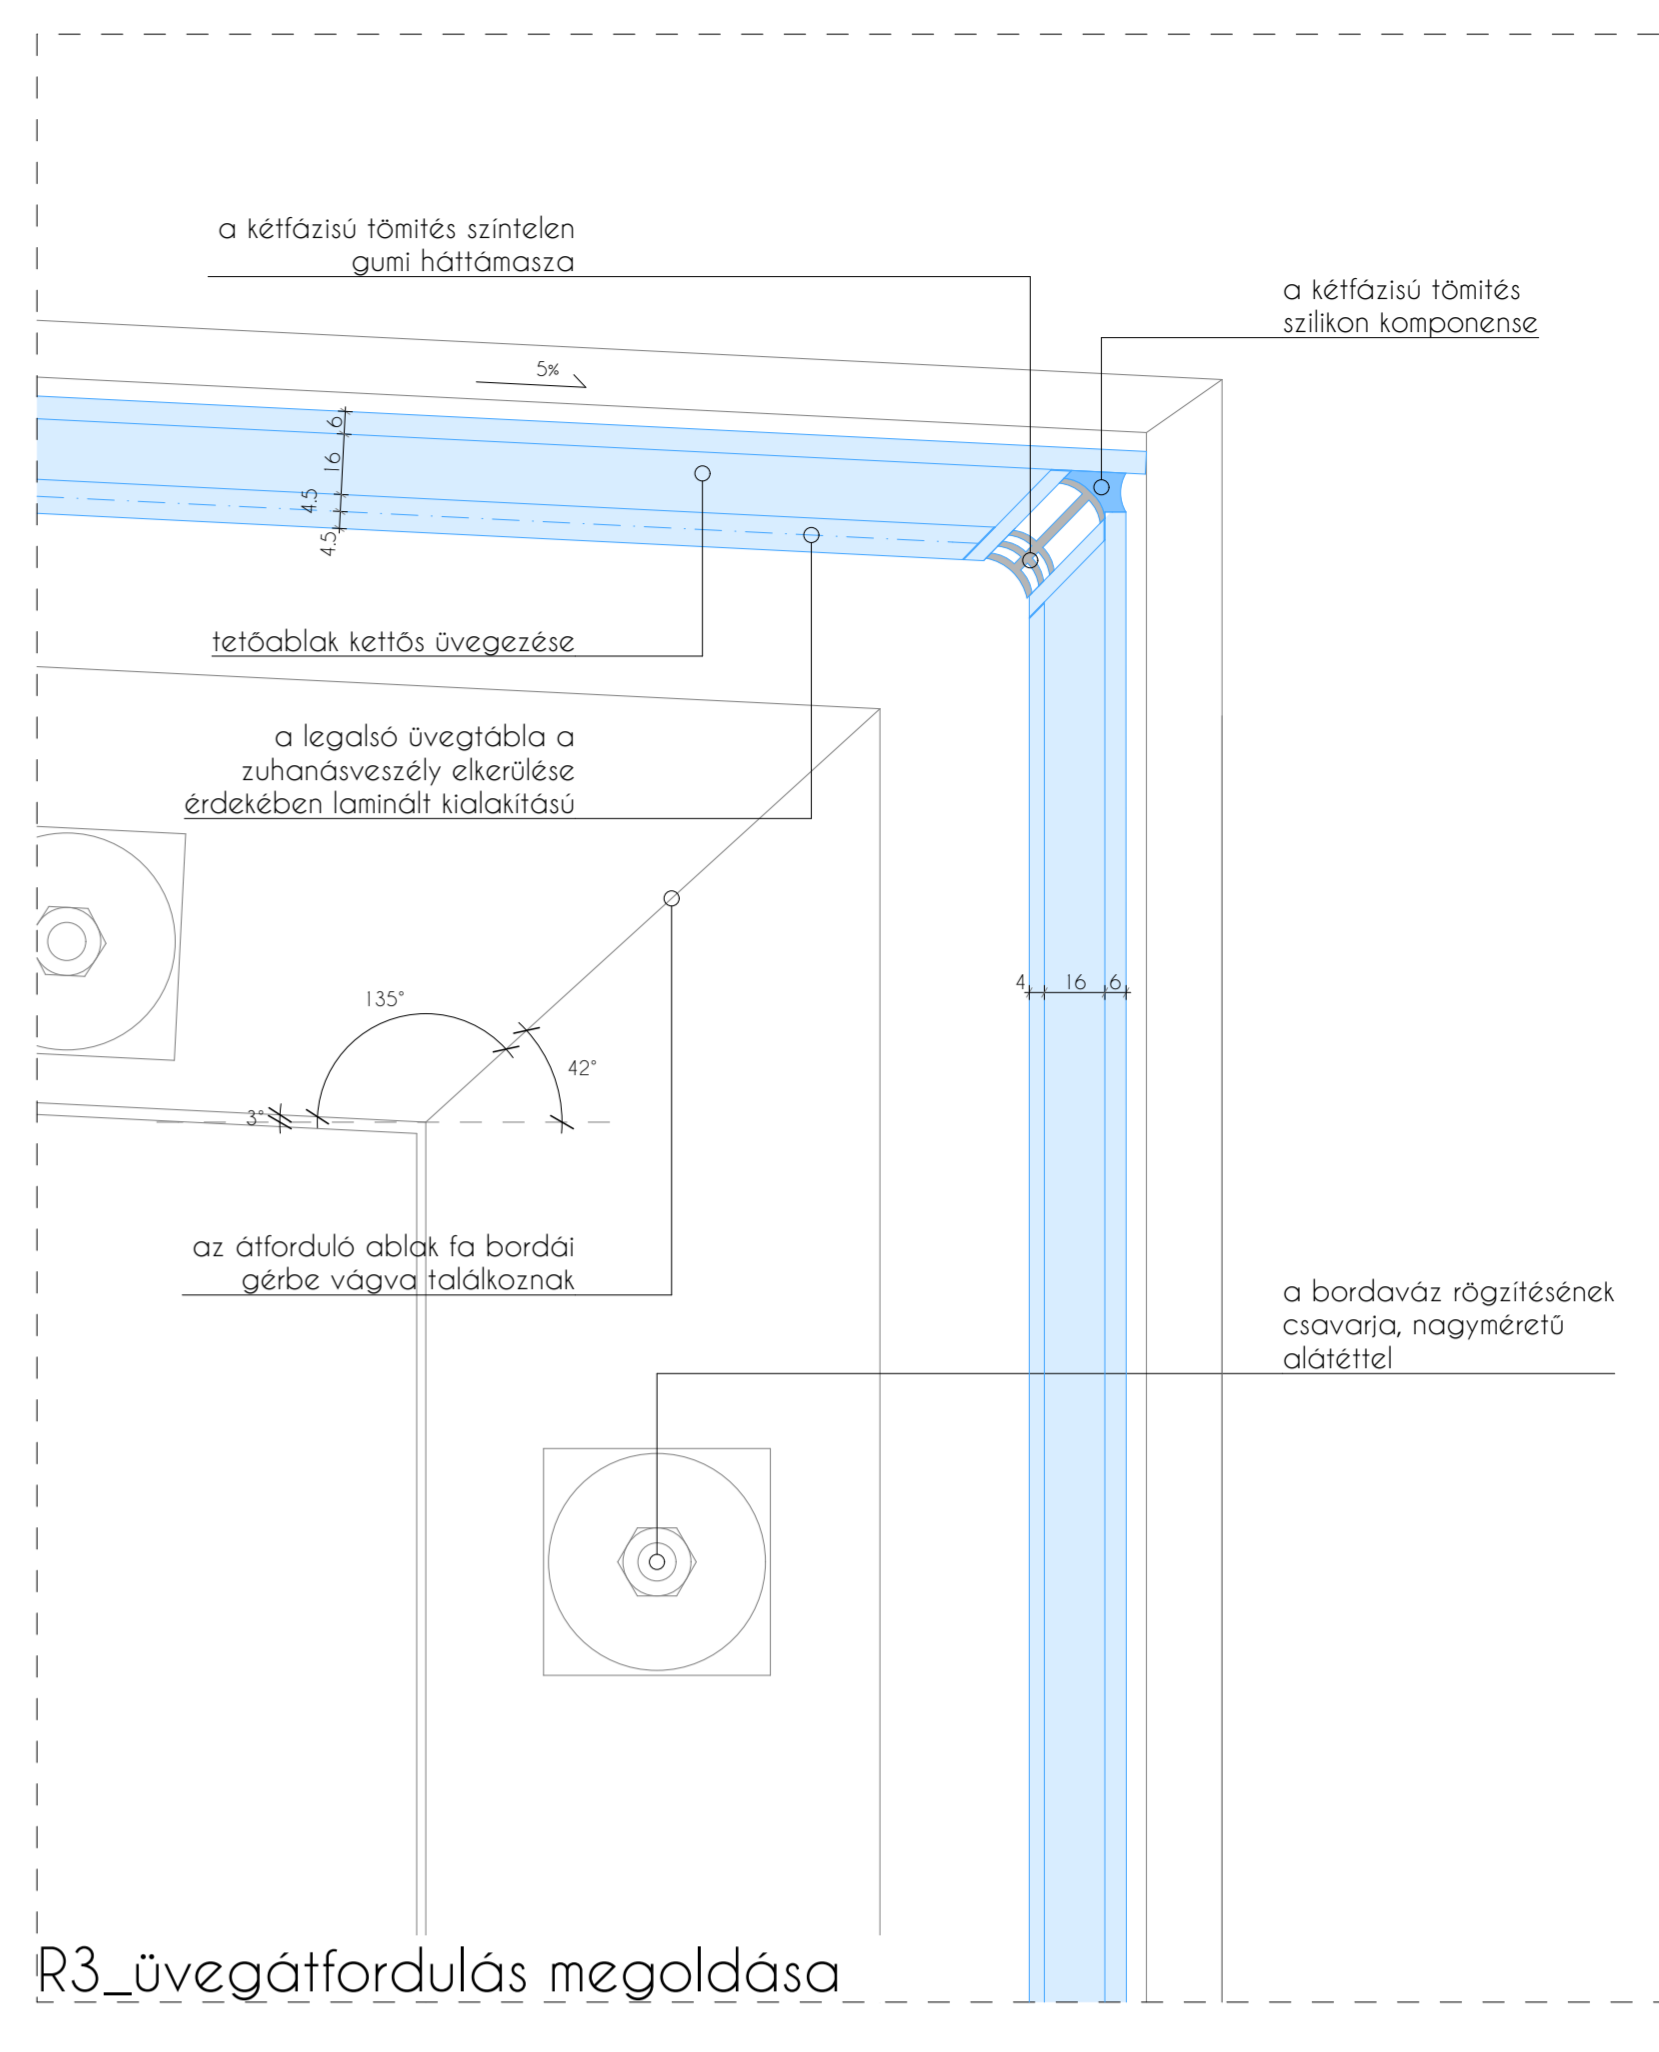 a kétfázisú tömités színtelen
gumi háttámasza
a kétfázisú tömités
szilikon komponense
5%
6
16
4.5
4.5
tetőablak kettős üvegezése
a legalsó üvegtábla a
zuhanásveszély elkerülése
érdekében laminált kialakítású
4 16 6
135°
42°
3°
az átforduló ablak fa bordái
gérbe vágva találkoznak
a bordaváz rögzítésének
csavarja, nagyméretű
alátéttel
R3_üvegátfordulás megoldása